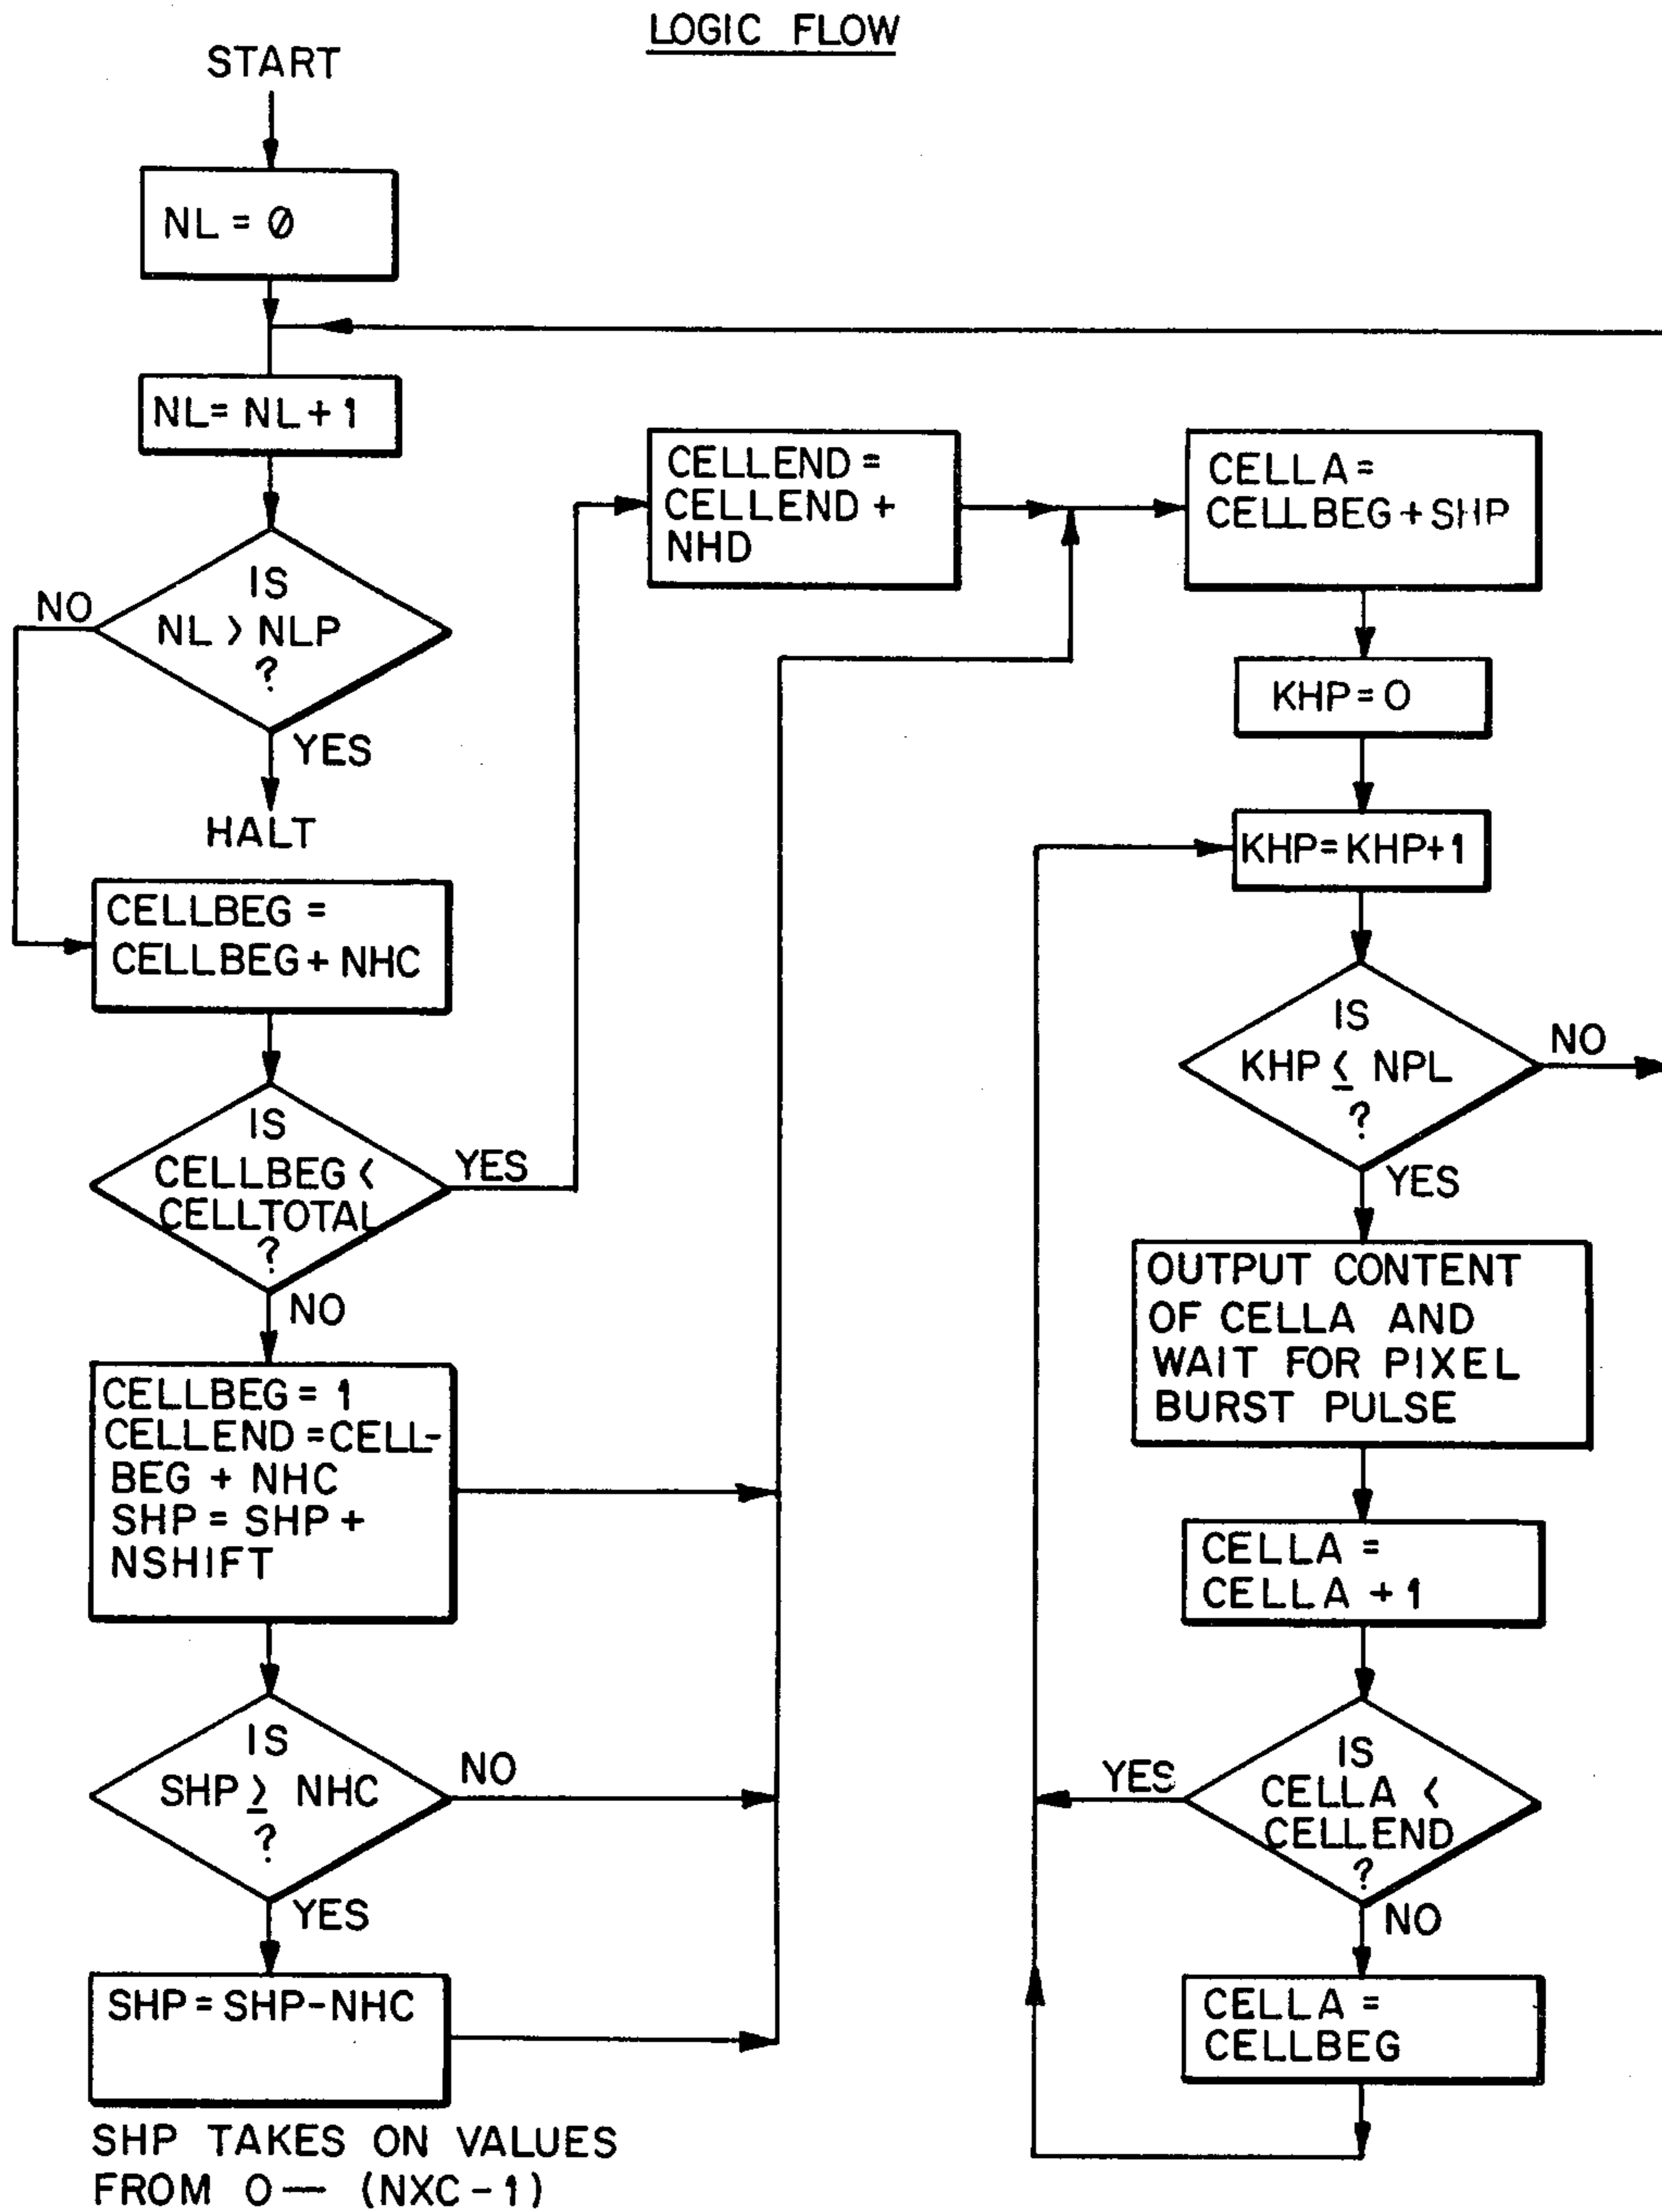 LOGIC FLOW
START
NL = 0
NL = NL + 1
IS
NL > NLP
?
NO
YES
HALT
CELLBEG =
CELLBEG + NHC
IS
CELLBEG <
CELLTOTAL
?
YES
NO
CELLBEG = 1
CELLEND = CELL-
BEG + NHC
SHP = SHP +
NSHIFT
IS
SHP ≥ NHC
?
NO
YES
SHP = SHP-NHC
SHP TAKES ON VALUES
FROM 0— (NXC-1)
CELLEND =
CELLEND +
NHD
CELLA =
CELLBEG + SHP
KHP = 0
KHP = KHP+1
IS
KHP ≤ NPL
?
NO
YES
OUTPUT CONTENT
OF CELLA AND
WAIT FOR PIXEL
BURST PULSE
CELLA =
CELLA + 1
IS
CELLA <
CELLEND
?
YES
NO
CELLA =
CELLBEG